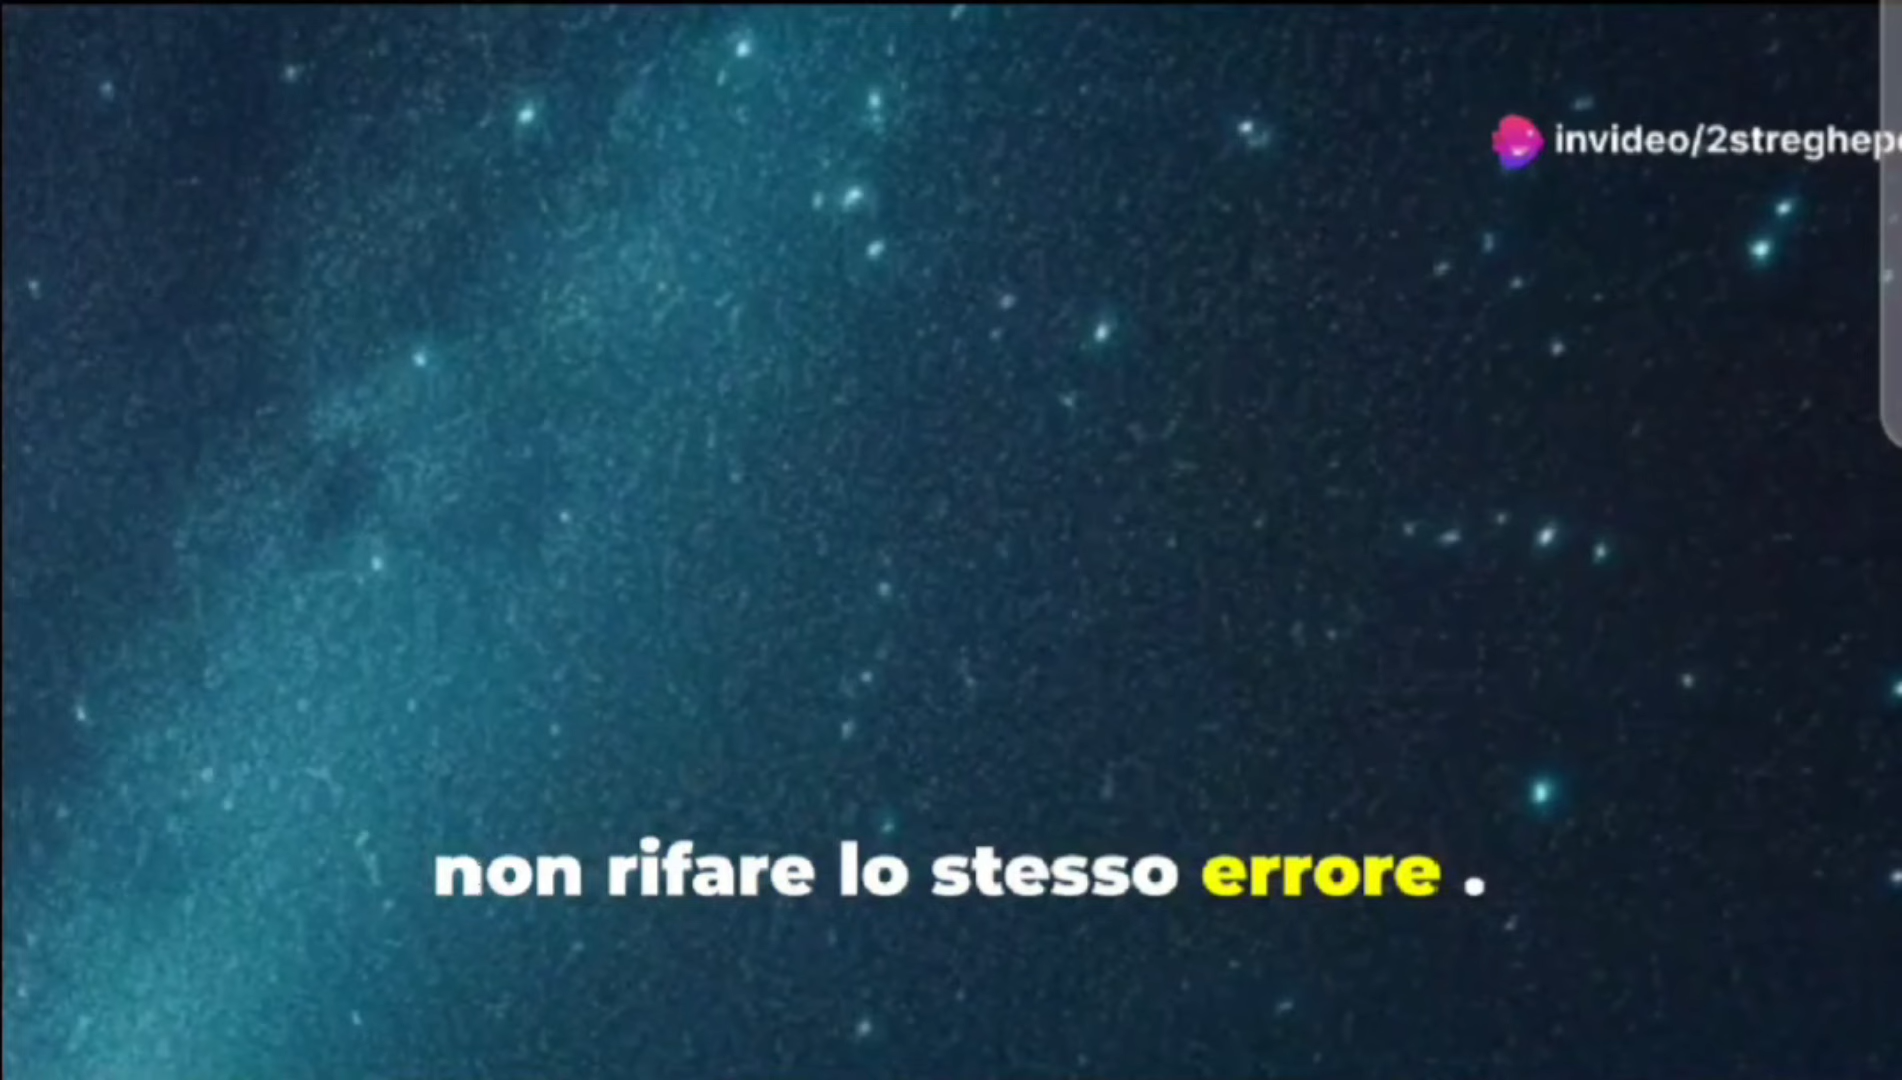 invideo/2streghep
non rifare lo stesso errore .